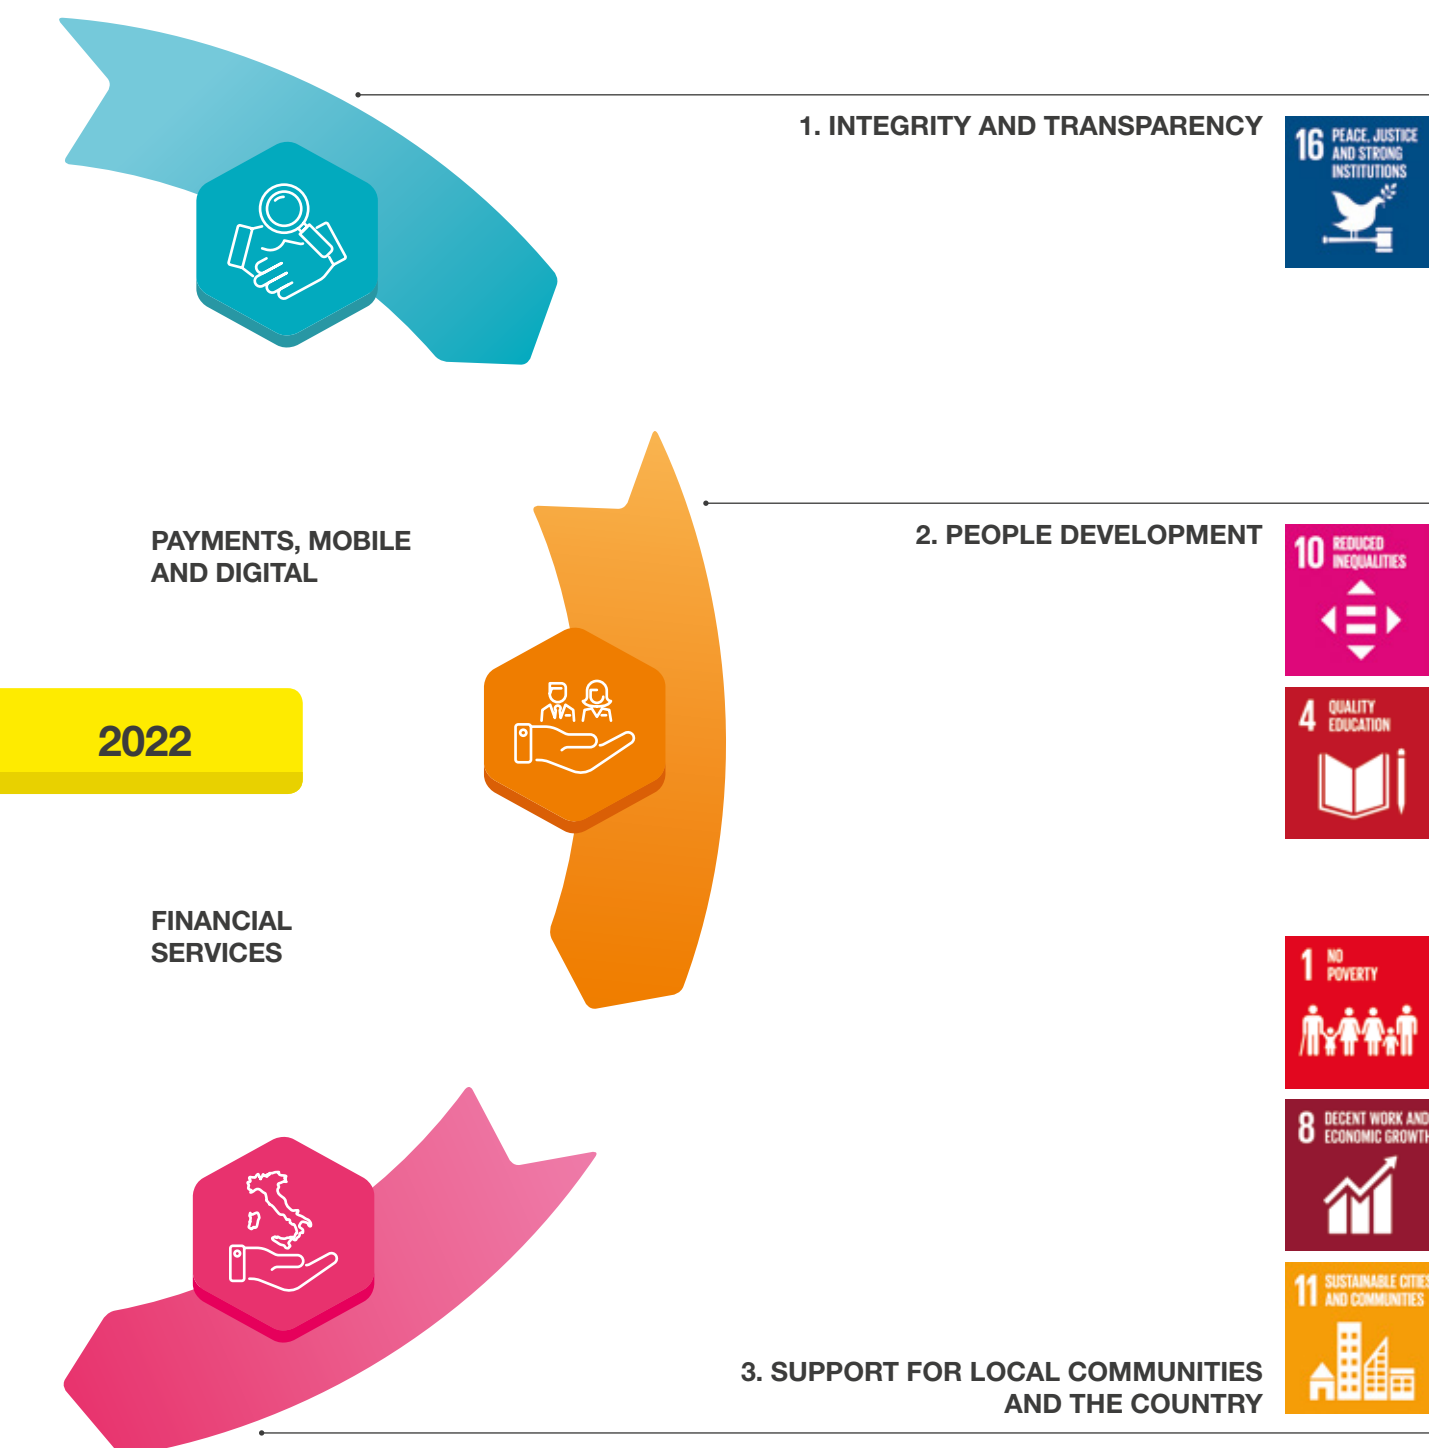 1. INTEGRITY AND TRANSPARENCY
16 PEACE, JUSTICE
AND STRONG
INSTITUTIONS
2. PEOPLE DEVELOPMENT
10 REDUCED
INEQUALITIES
PAYMENTS, MOBILE
AND DIGITAL
4 QUALITY
EDUCATION
2022
FINANCIAL
SERVICES
1 NO
POVERTY
8 DECENT WORK AND
ECONOMIC GROWTH
11 SUSTAINABLE CITIES
AND COMMUNITIES
3. SUPPORT FOR LOCAL COMMUNITIES
AND THE COUNTRY